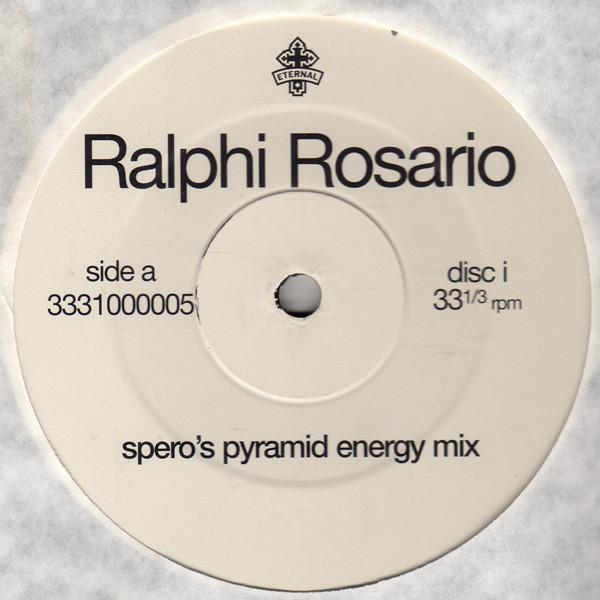 ETERNAL
Ralphi Rosario
side a
3331000005
disc i
33 1/3 rpm
spero's pyramid energy mix